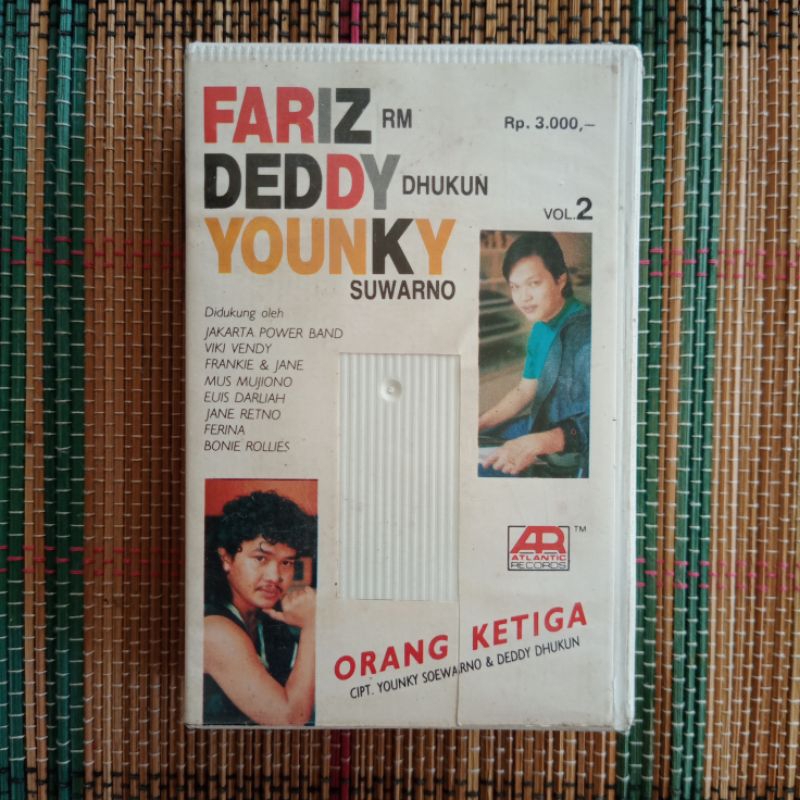 FARIZ RM
Rp. 3.000,–
DEDDY DHUKUN
VOL.2
YOUNKY
SUWARNO
Didukung oleh
JAKARTA POWER BAND
VIKI VENDY
FRANKIE & JANE
MUS MUJIONO
EUIS DARLIAH
JANE RETNO
FERINA
BONIE ROLLIES
AR TM
ATLANTIC
RECORDS
ORANG KETIGA
CIPT. YOUNKY SOEWARNO & DEDDY DHUKUN